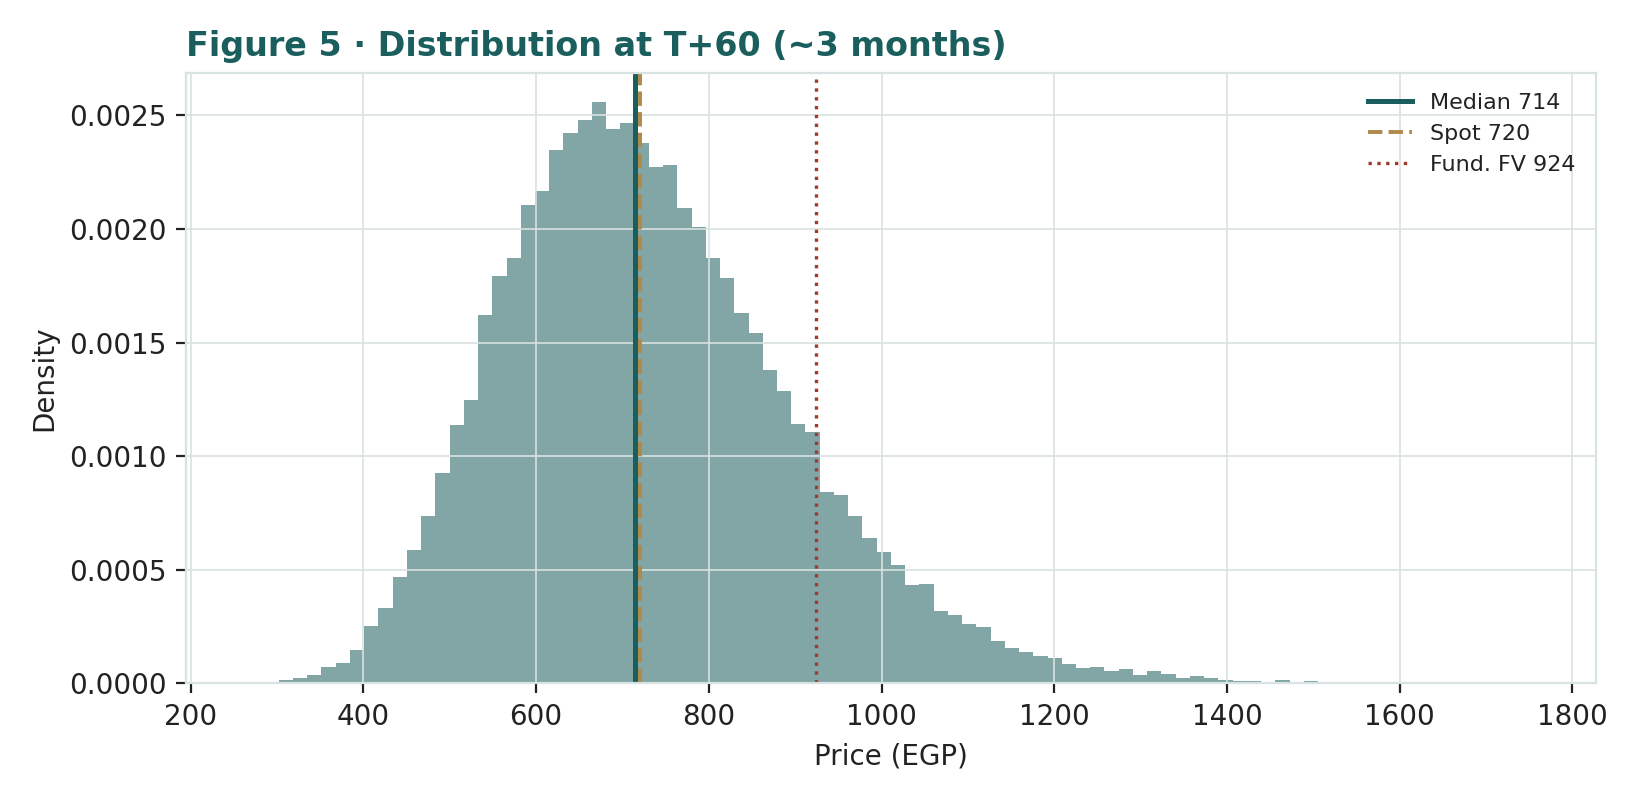 Figure 5 · Distribution at T+60 (~3 months)
Median 714
Spot 720
Fund. FV 924
Density
0.0025
0.0020
0.0015
0.0010
0.0005
0.0000
200 400 600 800 1000 1200 1400 1600 1800
Price (EGP)